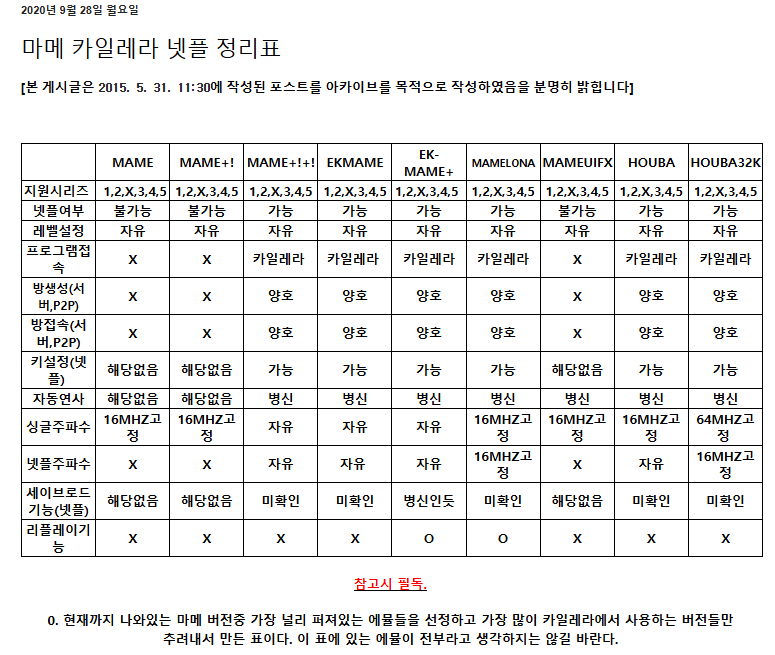 2020년 9월 28일 월요일
마메 카일레라 넷플 정리표
[본 게시글은 2015. 5. 31. 11:30에 작성된 포스트를 아카이브를 목적으로 작성하였음을 분명히 밝힙니다]
MAME MAME+! MAME+!+! EKMAME EK-MAME+ MAMELONA MAMEUIFX HOUBA HOUBA32K
지원시리즈 1,2,X,3,4,5 1,2,X,3,4,5 1,2,X,3,4,5 1,2,X,3,4,5 1,2,X,3,4,5 1,2,X,3,4,5 1,2,X,3,4,5 1,2,X,3,4,5 1,2,X,3,4,5
넷플여부 불가능 불가능 가능 가능 가능 가능 불가능 가능 가능
레벨설정 자유 자유 자유 자유 자유 자유 자유 자유 자유
프로그램접속 X X 카일레라 카일레라 카일레라 카일레라 X 카일레라 카일레라
방생성(서버,P2P) X X 양호 양호 양호 양호 X 양호 양호
방접속(서버,P2P) X X 양호 양호 양호 양호 X 양호 양호
키설정(넷플) 해당없음 해당없음 가능 가능 가능 가능 해당없음 가능 가능
자동연사 해당없음 해당없음 병신 병신 병신 병신 병신 병신 병신
싱글주파수 16MHZ고정 16MHZ고정 자유 자유 자유 16MHZ고정 16MHZ고정 16MHZ고정 64MHZ고정
넷플주파수 X X 자유 자유 자유 16MHZ고정 X 자유 16MHZ고정
세이브로드기능(넷플) 해당없음 해당없음 미확인 미확인 병신인듯 미확인 해당없음 미확인 미확인
리플레이기능 X X X X O O X X X
참고시 필독.
0. 현재까지 나와있는 마메 버전중 가장 널리 퍼져있는 에뮬들을 선정하고 가장 많이 카일레라에서 사용하는 버전들만
추려내서 만든 표이다. 이 표에 있는 에뮬이 전부라고 생각하지는 않길 바란다.